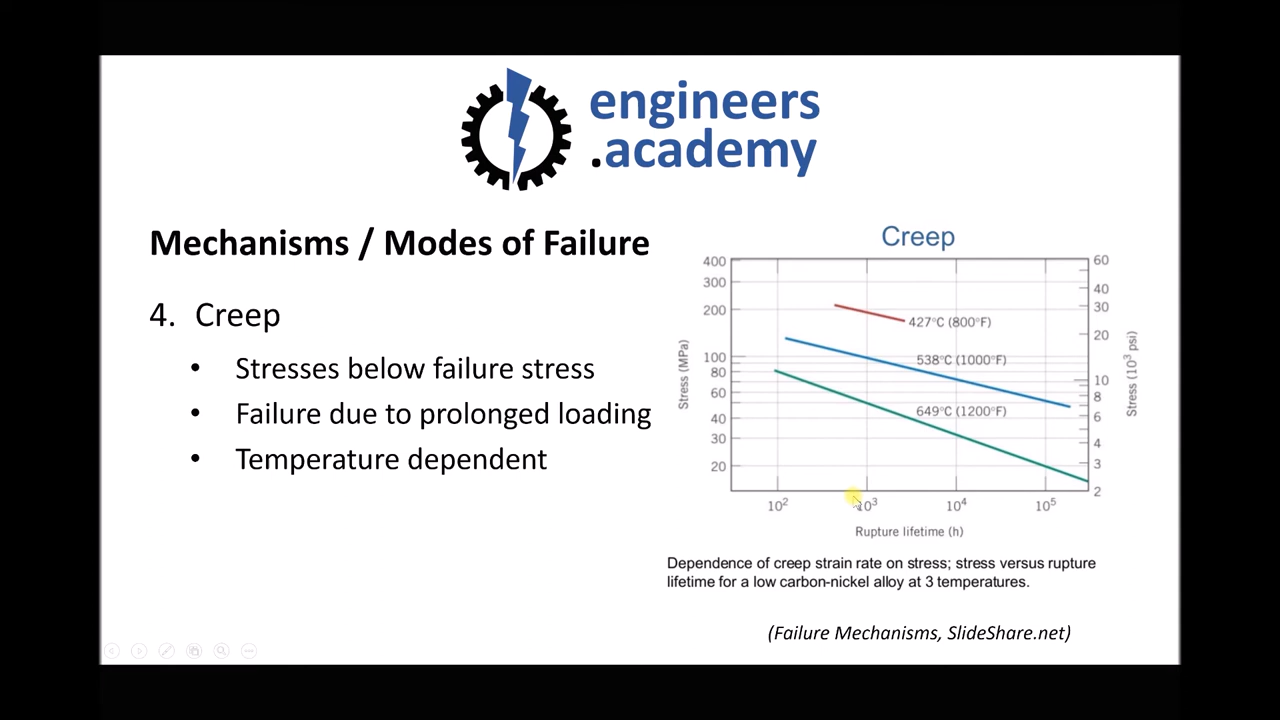 engineers
.academy
Mechanisms / Modes of Failure
4. Creep
• Stresses below failure stress
• Failure due to prolonged loading
• Temperature dependent
Creep
400
300
200
100
80
60
40
30
20
Stress (MPa)
427°C (800°F)
538°C (1000°F)
649°C (1200°F)
60
40
30
20
10
8
6
4
3
2
Stress (10³ psi)
10² 10³ 10⁴ 10⁵
Rupture lifetime (h)
Dependence of creep strain rate on stress; stress versus rupture
lifetime for a low carbon-nickel alloy at 3 temperatures.
(Failure Mechanisms, SlideShare.net)